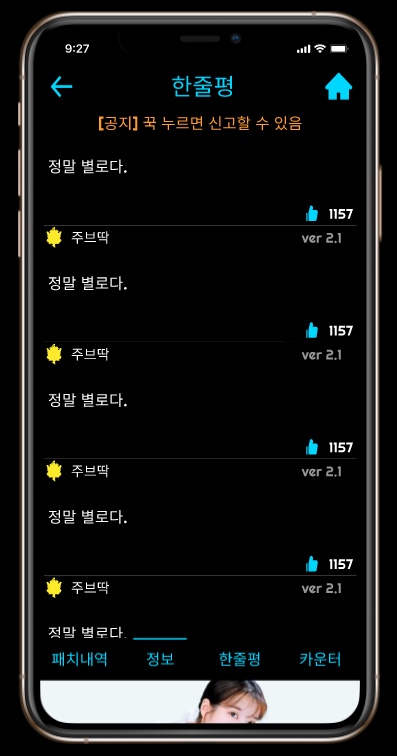 9:27
한줄평
[공지] 꾹 누르면 신고할 수 있음
정말 별로다.
1157
주브딱 ver 2.1
정말 별로다.
1157
주브딱 ver 2.1
정말 별로다.
1157
주브딱 ver 2.1
정말 별로다.
1157
주브딱 ver 2.1
정말 별로다.
패치내역 정보 한줄평 카운터